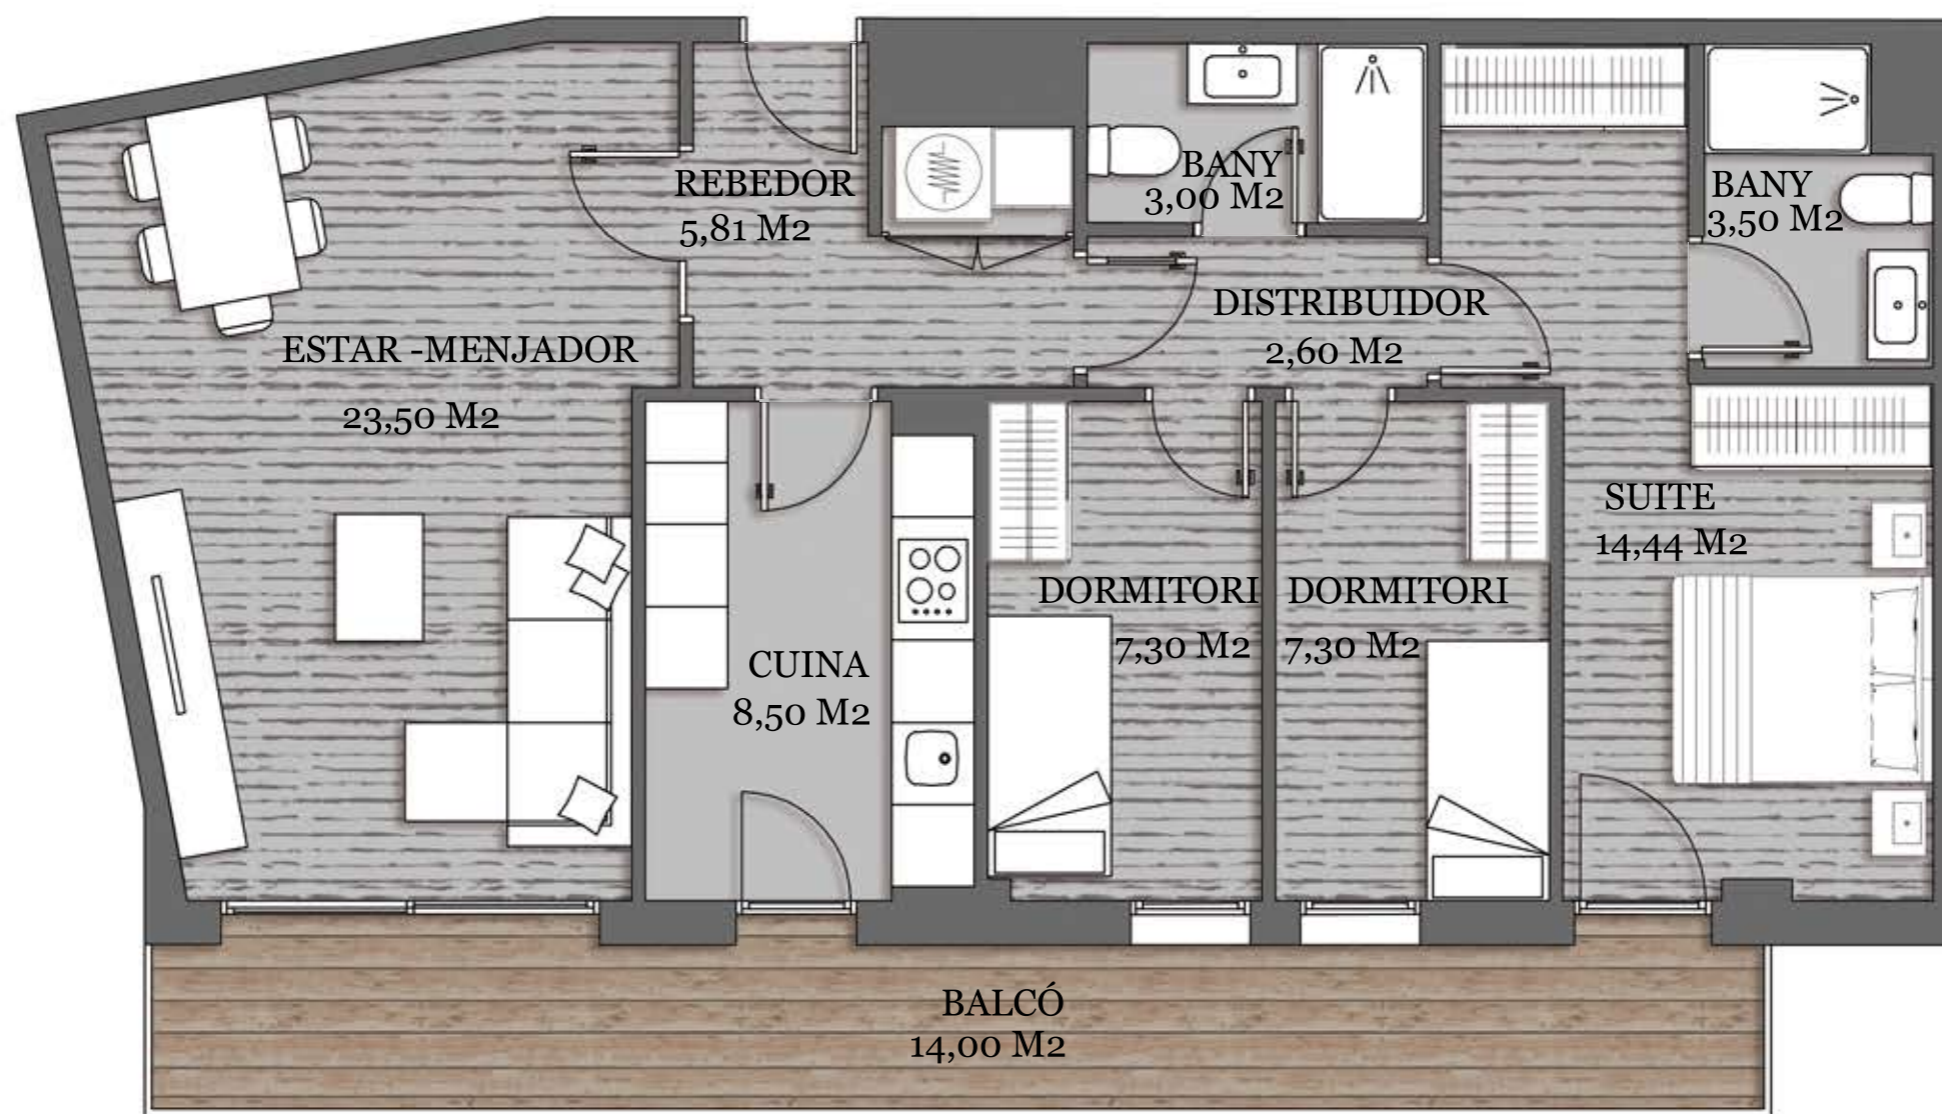 REBEDOR
5,81 M2
BANY
3,00 M2
BANY
3,50 M2
DISTRIBUIDOR
2,60 M2
ESTAR -MENJADOR
23,50 M2
SUITE
14,44 M2
DORMITORI
7,30 M2
DORMITORI
7,30 M2
CUINA
8,50 M2
BALCÓ
14,00 M2